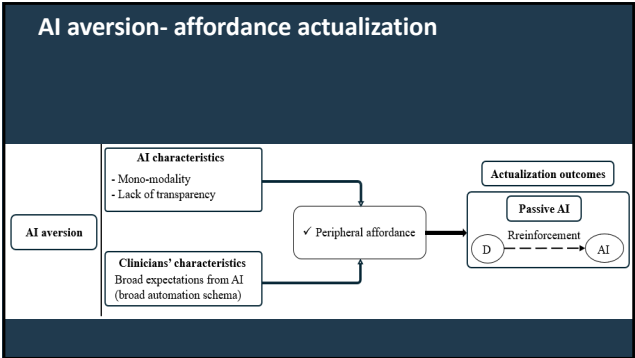 AI aversion- affordance actualization
AI aversion
AI characteristics
- Mono-modality
- Lack of transparency
Clinicians' characteristics
Broad expectations from AI
(broad automation schema)
✓ Peripheral affordance
Actualization outcomes
Passive AI
Rreinforcement
D
AI